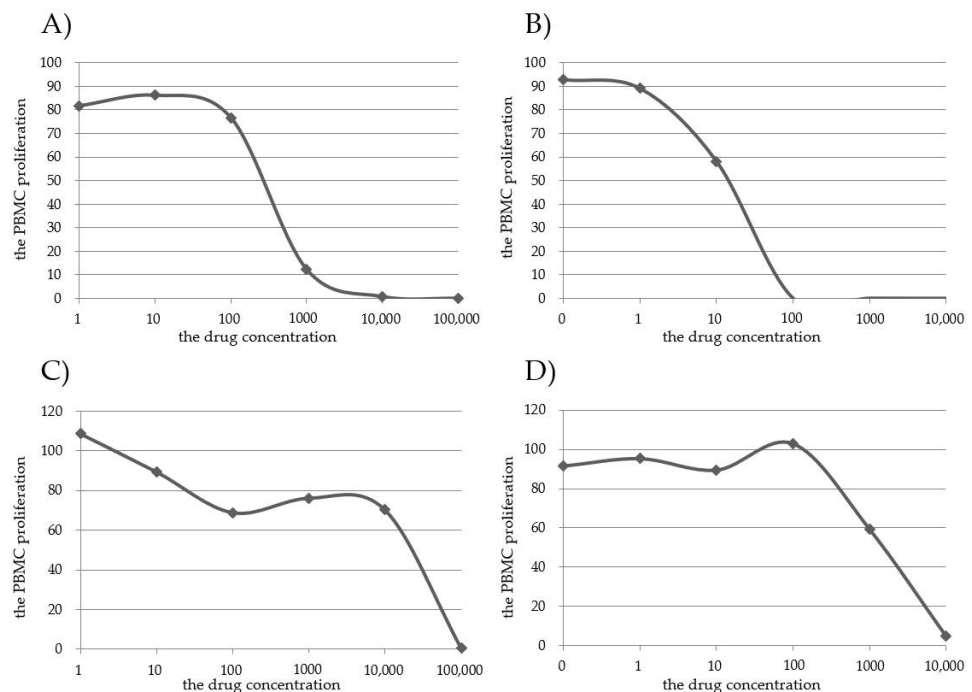 A)
100
90
80
70
60
50
40
30
20
10
0
the PBMC proliferation
1 10 100 1000 10,000 100,000
the drug concentration
B)
100
90
80
70
60
50
40
30
20
10
0
the PBMC proliferation
0 1 10 100 1000 10,000
the drug concentration
C)
120
100
80
60
40
20
0
the PBMC proliferation
1 10 100 1000 10,000 100,000
the drug concentration
D)
120
100
80
60
40
20
0
the PBMC proliferation
0 1 10 100 1000 10,000
the drug concentration